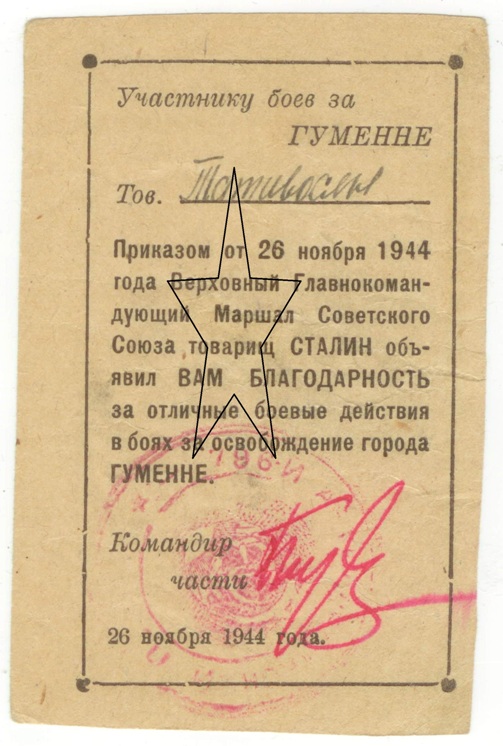 Участнику боев за
ГУМЕННЕ
Тов.
Приказом от 26 ноября 1944
года Верховный Главнокоман-
дующий Маршал Советского
Союза товарищ СТАЛИН объ-
явил ВАМ БЛАГОДАРНОСТЬ
за отличные боевые действия
в боях за освобождение города
ГУМЕННЕ.
Командир
части
26 ноября 1944 года.